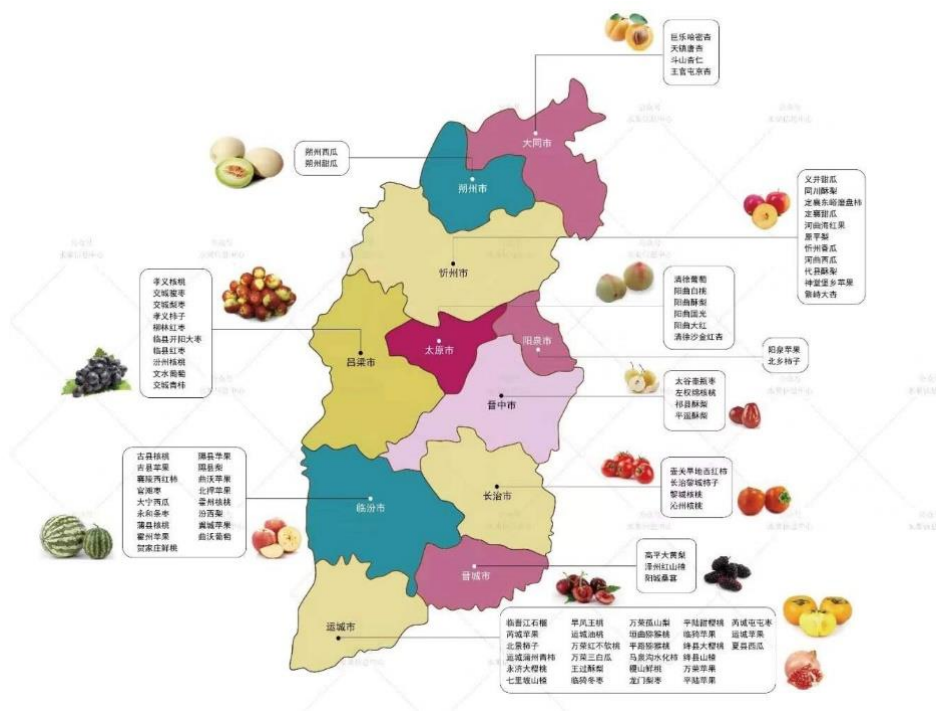 巨乐哈密杏
天镇唐杏
斗山杏仁
王官屯京杏
大同市
朔州西瓜
朔州甜瓜
朔州市
义井甜瓜
同川酥梨
定襄东峪磨盘柿
定襄甜瓜
河曲海红果
原平梨
忻州香瓜
河曲西瓜
代县酥梨
神堂堡乡苹果
繁峙大杏
忻州市
孝义核桃
交城骏枣
交城梨枣
孝义柿子
柳林红枣
临县开阳大枣
临县红枣
汾州核桃
文水葡萄
交城青柿
吕梁市
清徐葡萄
阳曲白桃
阳曲酥梨
阳曲国光
阳曲大红
清徐沙金红杏
太原市
阳泉市
阳泉苹果
北乡柿子
太谷壶瓶枣
左权绵核桃
祁县酥梨
平遥酥梨
晋中市
古县核桃 隰县苹果
古县苹果 隰县梨
襄陵西红柿 曲沃苹果
官滩枣 北捍苹果
大宁西瓜 霍州核桃
永和条枣 汾西梨
蒲县核桃 翼城苹果
霍州苹果 曲沃葡萄
贺家庄鲜桃
临汾市
壶关旱地西红柿
长治黎城柿子
黎城核桃
沁州核桃
长治市
高平大黄梨
泽州红山楂
阳城桑葚
晋城市
运城市
临晋江石榴 早凤王桃 万荣孤山梨 平陆甜樱桃 芮城屯屯枣
芮城苹果 运城油桃 垣曲猕猴桃 临猗苹果 运城苹果
北景柿子 万荣红不软桃 平陆猕猴桃 绛县大樱桃 夏县西瓜
运城蒲州青柿 万荣三白瓜 马泉沟水化柿 绛县山楂
永济大樱桃 王过酥梨 稷山鲜桃 万荣苹果
七里坡山楂 临猗冬枣 龙门梨枣 平陆苹果